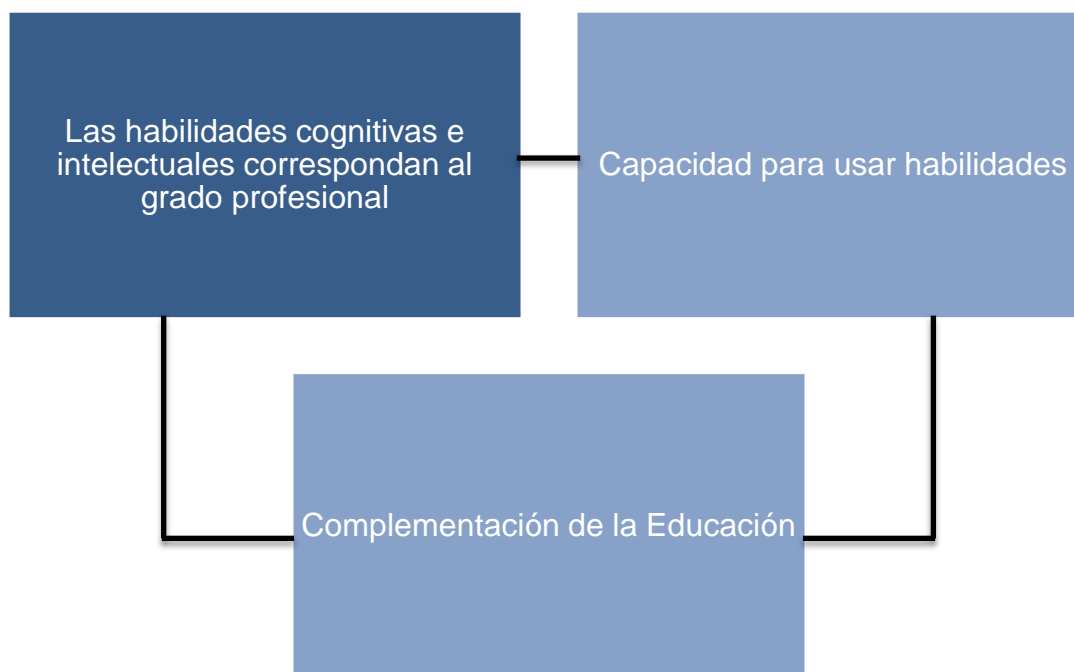 Las habilidades cognitivas e
intelectuales correspondan al
grado profesional
Capacidad para usar habilidades
Complementación de la Educación